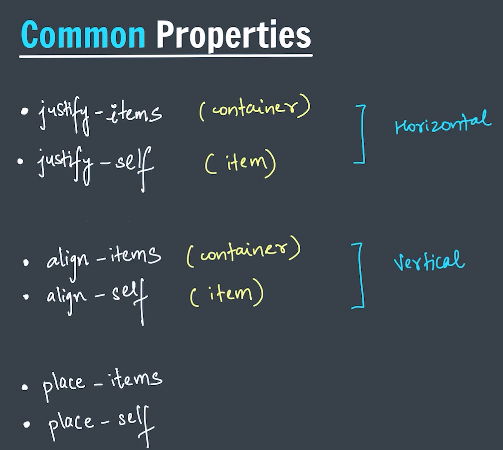 Common Properties
• justify-items (container)
Horizontal
• justify-self (item)
• align-items (container)
Vertical
• align-self (item)
• place-items
• place-self